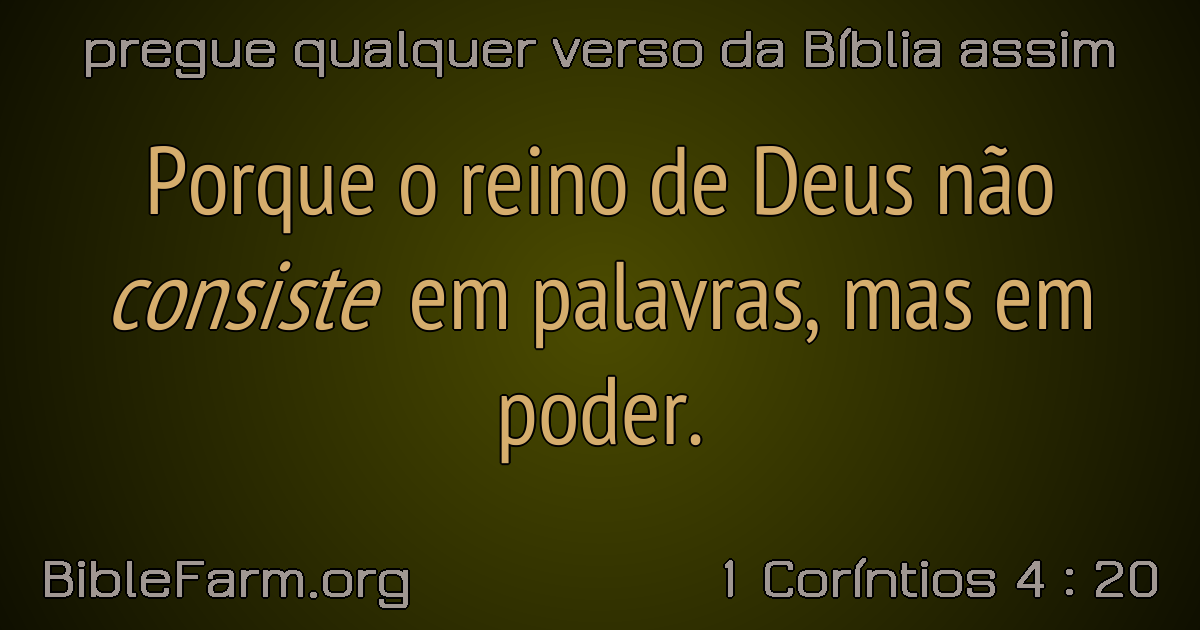 pregue qualquer verso da Bíblia assim
Porque o reino de Deus não
consiste em palavras, mas em
poder.
BibleFarm.org
1 Coríntios 4 : 20